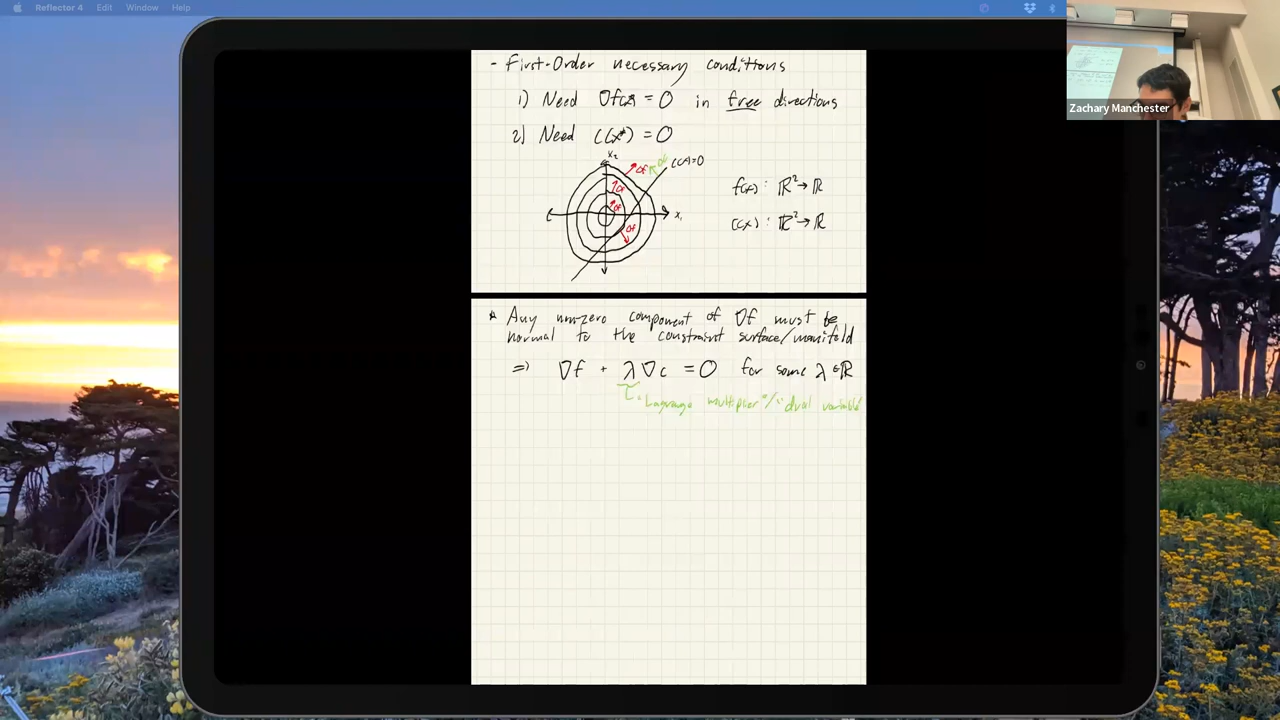 Reflector 4 Edit Window Help
Zachary Manchester
- First-Order necessary conditions
1) Need ∇f(x) = 0 in free directions
2) Need C(x*) = 0
x₂
∇f
∇c
C(x)=0
∇f
∇f
x₁
∇f
f(x) : ℝ² → ℝ
C(x) : ℝ² → ℝ
* Any non-zero component of ∇f must be
normal to the constraint surface/manifold
⇒ ∇f + λ∇c = 0 for some λ ∈ ℝ
"Lagrange multiplier"/"dual variable"